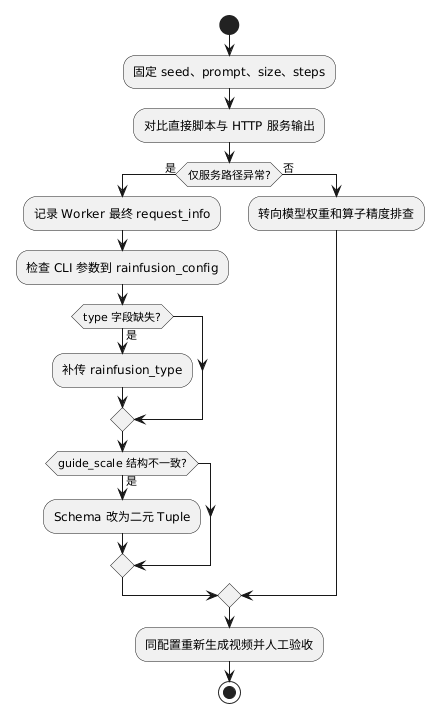 固定 seed、prompt、size、steps
对比直接脚本与 HTTP 服务输出
仅服务路径异常?
是
否
记录 Worker 最终 request_info
转向模型权重和算子精度排查
检查 CLI 参数到 rainfusion_config
type 字段缺失?
是
补传 rainfusion_type
guide_scale 结构不一致?
是
Schema 改为二元 Tuple
同配置重新生成视频并人工验收